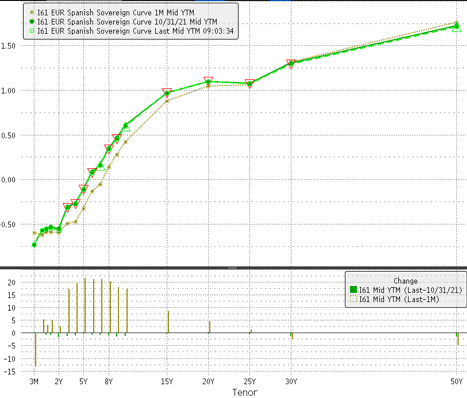 I61 EUR Spanish Sovereign Curve 1M Mid YTM
I61 EUR Spanish Sovereign Curve 10/31/21 Mid YTM
I61 EUR Spanish Sovereign Curve Last Mid YTM 09:03:34
1.50
1.00
0.50
0.00
-0.50
Change
I61 Mid YTM (Last-10/31/21)
I61 Mid YTM (Last-1M)
20
15
10
5
0
-5
-10
-15
3M 2Y 5Y 8Y 15Y 20Y 25Y 30Y 50Y
Tenor